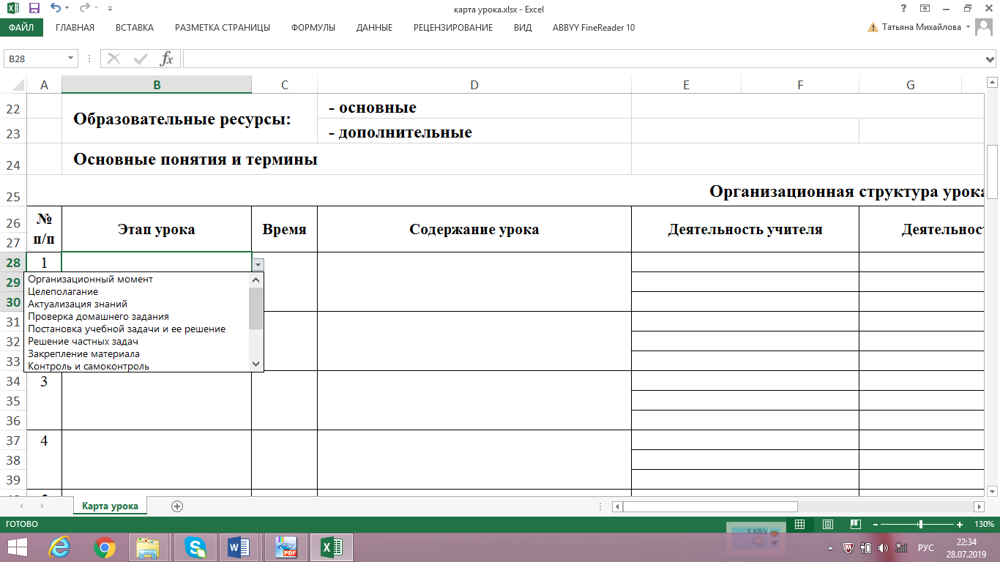 карта урока.xlsx - Excel
?
ФАЙЛ ГЛАВНАЯ ВСТАВКА РАЗМЕТКА СТРАНИЦЫ ФОРМУЛЫ ДАННЫЕ РЕЦЕНЗИРОВАНИЕ ВИД ABBYY FineReader 10 Татьяна Михайлова
B28 fx
A B C D E F G
22 Образовательные ресурсы: - основные
23 - дополнительные
24 Основные понятия и термины
25 Организационная структура урока
26 № Этап урока Время Содержание урока Деятельность учителя Деятельност
27 п/п
28 1
29 Организационный момент
Целеполагание
30 Актуализация знаний
31 Проверка домашнего задания
Постановка учебной задачи и ее решение
32 Решение частных задач
33 Закрепление материала
Контроль и самоконтроль
34 3
35
36
37 4
38
39
Карта урока
ГОТОВО 5 KB/s 130%
W PDF РУС 22:34
28.07.2019